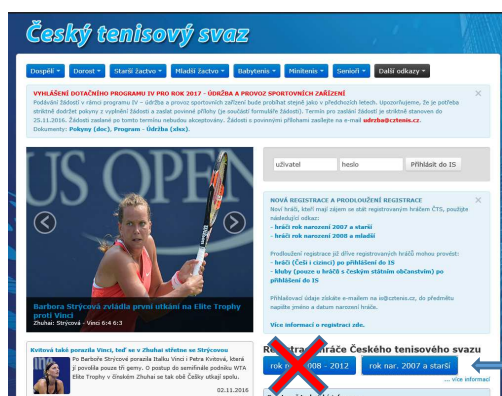 Český tenisový svaz
Dospělí Dorost Starší žactvo Mladší žactvo Babytenis Minitenis Senioři Další odkazy
VYHLÁŠENÍ DOTAČNÍHO PROGRAMU IV PRO ROK 2017 - ÚDRŽBA A PROVOZ SPORTOVNÍCH ZAŘÍZENÍ
Podávání žádostí v rámci programu IV – údržba a provoz sportovních zařízení bude probíhat stejně jako v předchozích letech. Upozorňujeme, že je potřeba
striktně dodržet pokyny z vyplnění žádosti a zaslat povinné přílohy (je součástí formuláře žádosti). Termín pro zaslání žádostí je striktně stanoven do
25.11.2016. Žádosti zaslané po tomto termínu nebudou akceptovány. Žádosti s povinnými přílohami zasílejte na e-mail udrzba@cztenis.cz.
Dokumenty: Pokyny (doc), Program - Údržba (xlsx).
US OPEN
Barbora Strýcová zvládla první utkání na Elite Trophy
proti Vinci
Zhuhai: Strýcová - Vinci 6:4 6:3
uživatel heslo Přihlásit do IS
NOVÁ REGISTRACE A PRODLOUŽENÍ REGISTRACE
Noví hráči, kteří mají zájem se stát registrovaným hráčem ČTS, použijte
následující odkaz:
- hráči rok narození 2007 a starší
- hráči rok narození 2008 a mladší
Prodloužení registrace již dříve registrovaných hráčů mohou provést:
- hráči (Češi i cizinci) po přihlášení do IS
- kluby (pouze u hráčů s českým státním občanstvím) po
přihlášení do IS
Přihlašovací údaje získáte e-mailem na is@cztenis.cz, do předmětu
napište jméno a datum narození hráče.
Více informací o registraci zde.
Kvitová také porazila Vinci, teď se v Zhuhai střetne se Strýcovou
Po Barboře Strýcové porazila Italku Vinci i Petra Kvitová, která
jí povolila pouze tři gemy. O postup do semifinále podniku WTA
Elite Trophy v čínském Zhuhai se tak obě Češky utkají spolu.
02.11.2016
hráče Českého tenisového svazu
rok 2008 - 2012 rok nar. 2007 a starší
... více informací